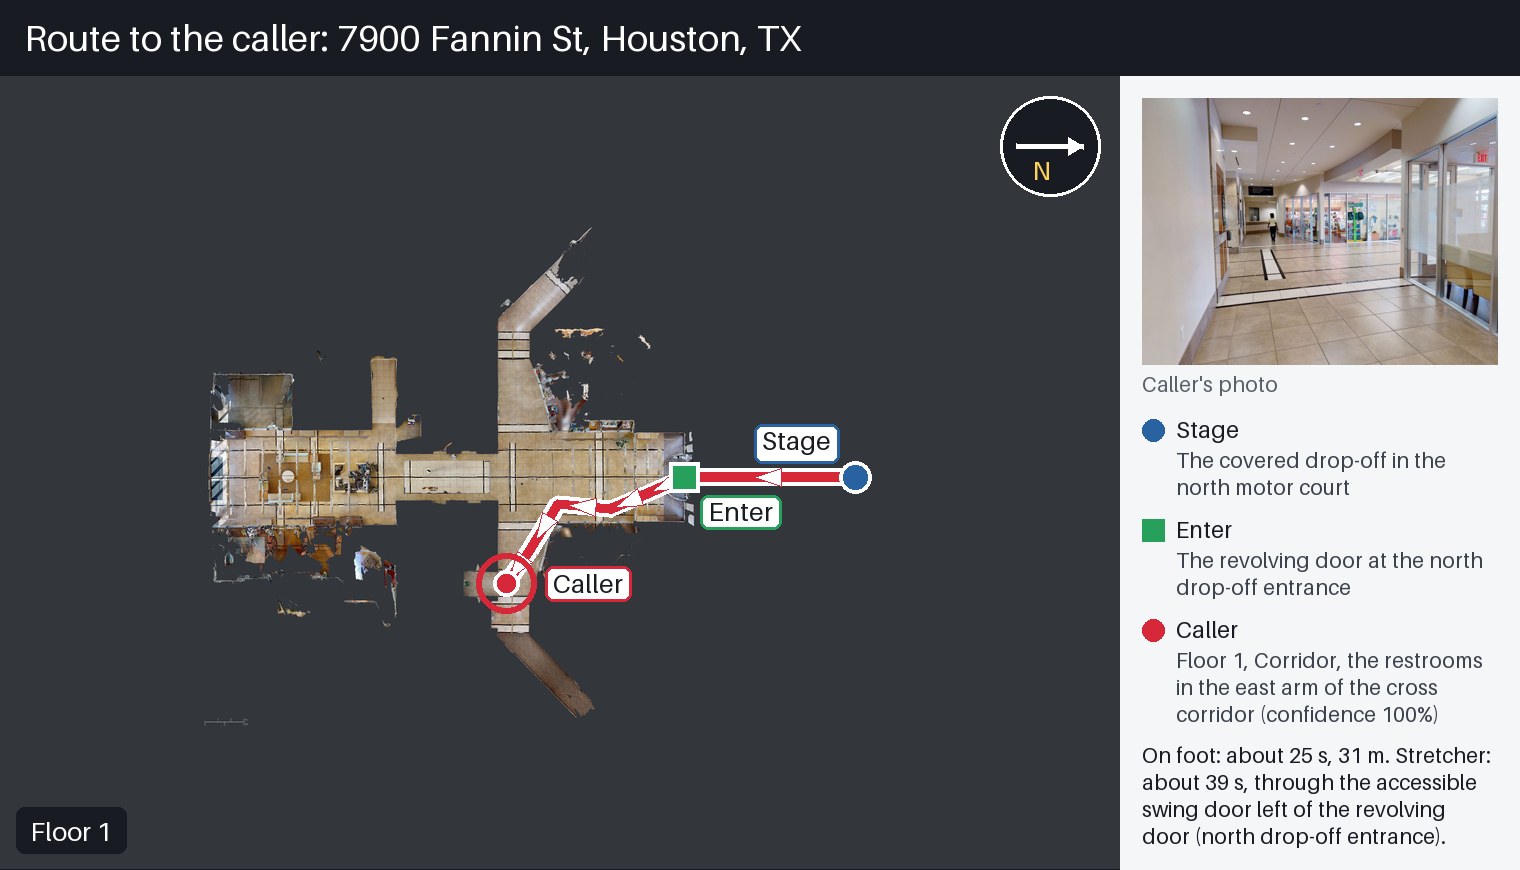 Route to the caller: 7900 Fannin St, Houston, TX
N
Stage
Enter
Caller
Floor 1
Caller's photo
Stage
The covered drop-off in the
north motor court
Enter
The revolving door at the north
drop-off entrance
Caller
Floor 1, Corridor, the restrooms
in the east arm of the cross
corridor (confidence 100%)
On foot: about 25 s, 31 m. Stretcher:
about 39 s, through the accessible
swing door left of the revolving
door (north drop-off entrance).